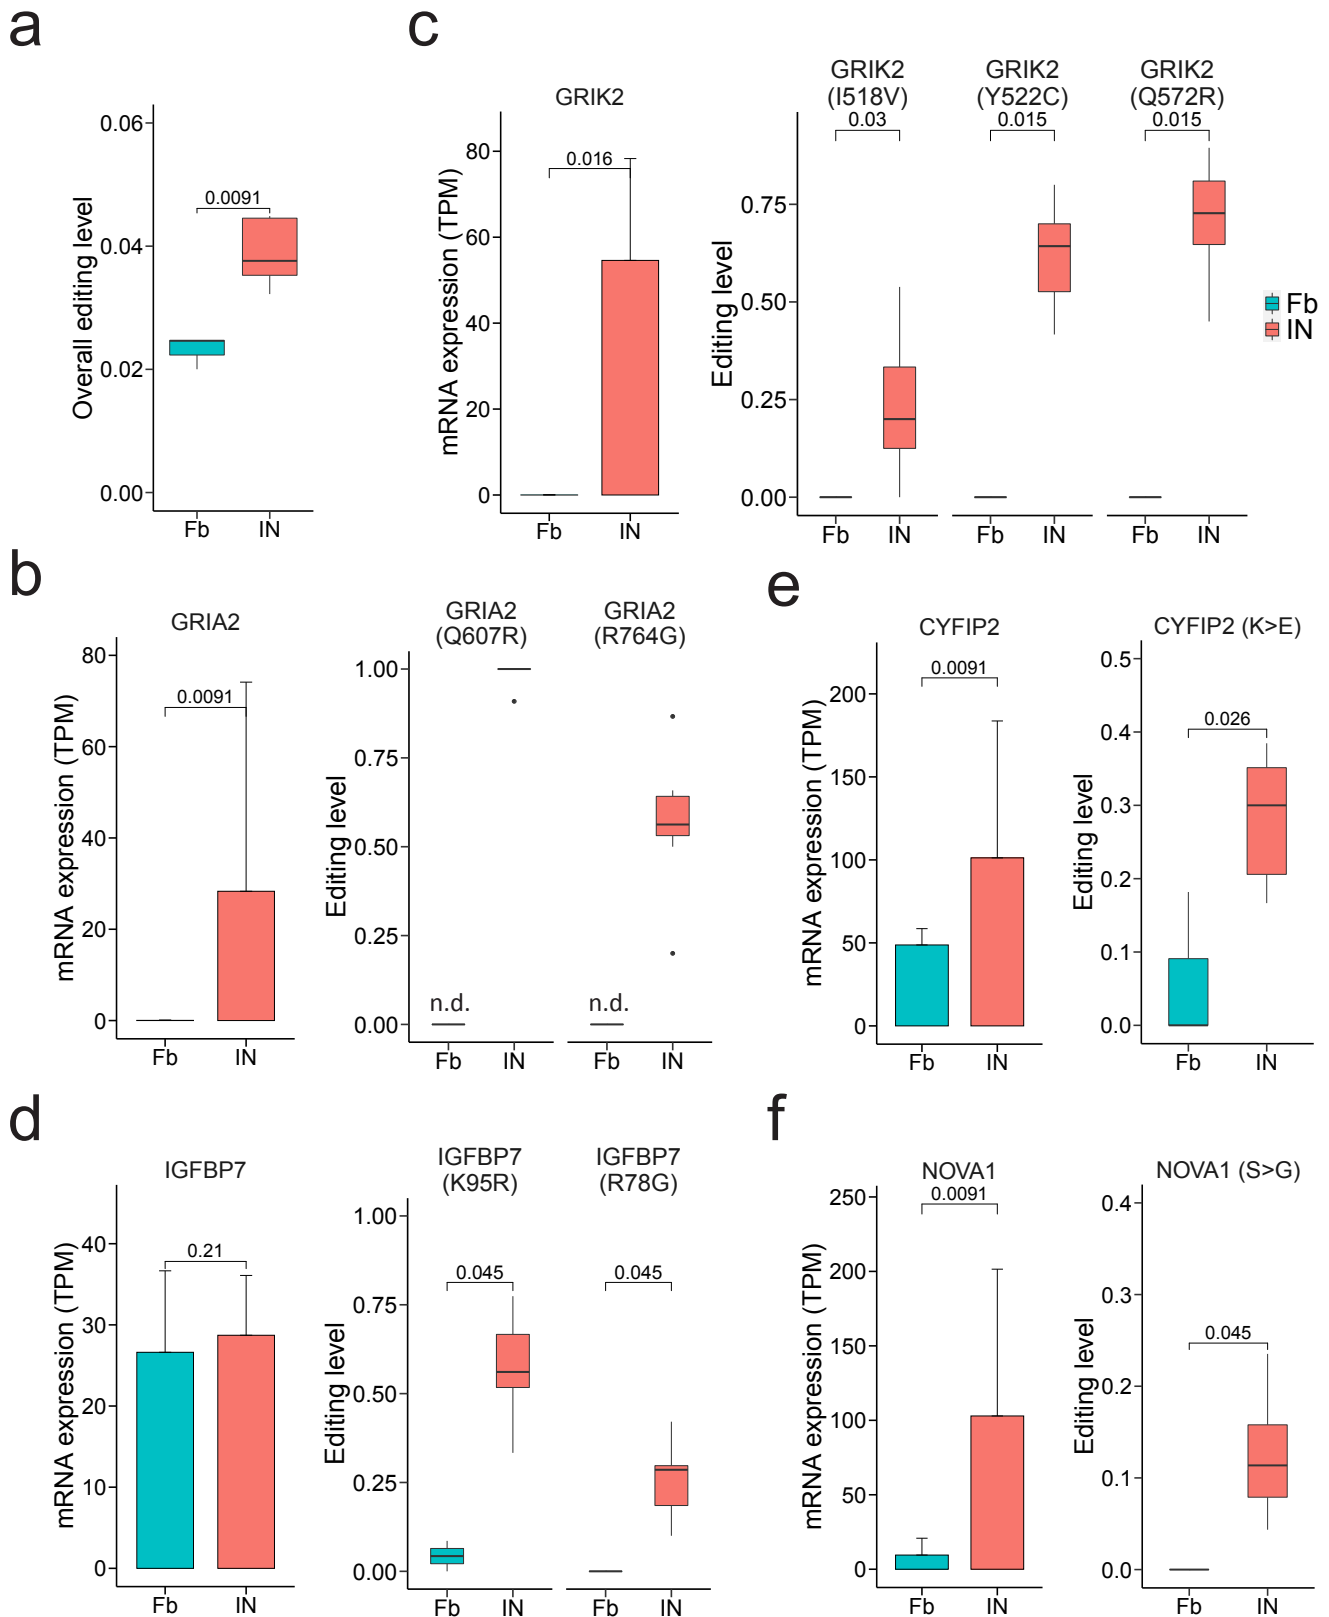 a
0.06
0.04
0.02
0.00
Overall editing level
0.0091
Fb
IN
c
GRIK2
80
60
40
20
0
mRNA expression (TPM)
0.016
Fb
IN
GRIK2
(I518V)
GRIK2
(Y522C)
GRIK2
(Q572R)
0.03
0.015
0.015
0.75
0.50
0.25
0.00
Editing level
Fb
IN
Fb
IN
Fb
IN
Fb
IN
b
GRIA2
80
60
40
20
0
mRNA expression (TPM)
0.0091
Fb
IN
GRIA2
(Q607R)
GRIA2
(R764G)
1.00
0.75
0.50
0.25
0.00
Editing level
n.d.
n.d.
Fb
IN
Fb
IN
e
CYFIP2
200
150
100
50
0
mRNA expression (TPM)
0.0091
Fb
IN
CYFIP2 (K>E)
0.5
0.4
0.3
0.2
0.1
0.0
Editing level
0.026
Fb
IN
d
IGFBP7
40
30
20
10
0
mRNA expression (TPM)
0.21
Fb
IN
IGFBP7
(K95R)
IGFBP7
(R78G)
1.00
0.75
0.50
0.25
0.00
Editing level
0.045
0.045
Fb
IN
Fb
IN
f
NOVA1
250
200
150
100
50
0
mRNA expression (TPM)
0.0091
Fb
IN
NOVA1 (S>G)
0.4
0.3
0.2
0.1
0.0
Editing level
0.045
Fb
IN